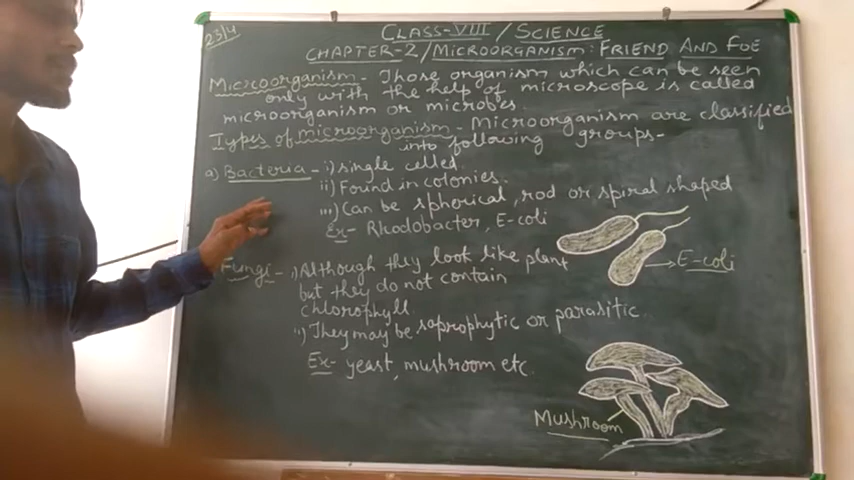 23/4
CLASS-VIII / SCIENCE
CHAPTER-2/MICROORGANISM: FRIEND AND FOE
Microorganism - Those organism which can be seen
only with the help of microscope is called
microorganism or microbes.
Types of microorganism - Microorganism are classified
into following groups-
a) Bacteria - i) single celled.
ii) Found in colonies.
iii) Can be spherical, rod or spiral shaped
Ex- Rhodobacter, E-coli
E-coli
Fungi - i) Although they look like plant
but they do not contain
chlorophyll
ii) They may be saprophytic or parasitic.
Ex- yeast, mushroom etc.
Mushroom